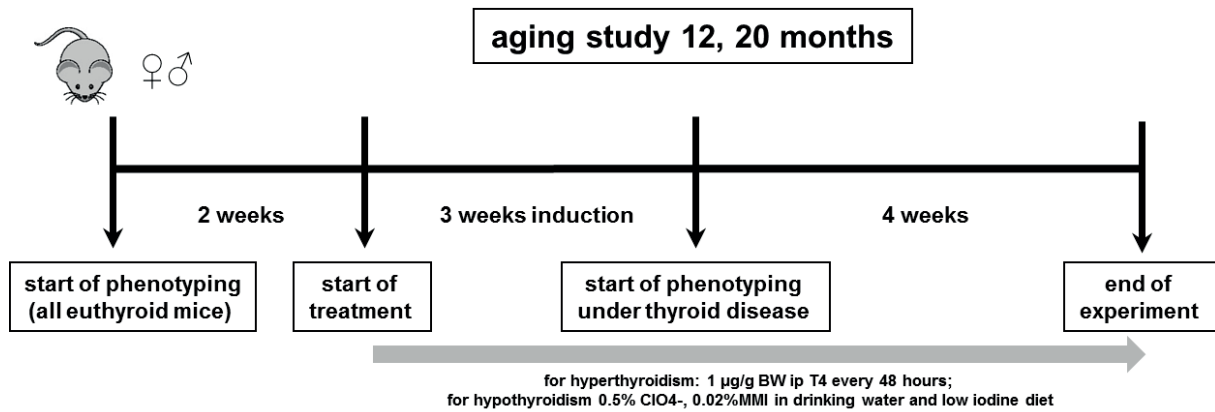 aging study 12, 20 months
♀♂
2 weeks
3 weeks induction
4 weeks
start of phenotyping
(all euthyroid mice)
start of
treatment
start of phenotyping
under thyroid disease
end of
experiment
for hyperthyroidism: 1 µg/g BW ip T4 every 48 hours;
for hypothyroidism 0.5% ClO4-, 0.02%MMI in drinking water and low iodine diet